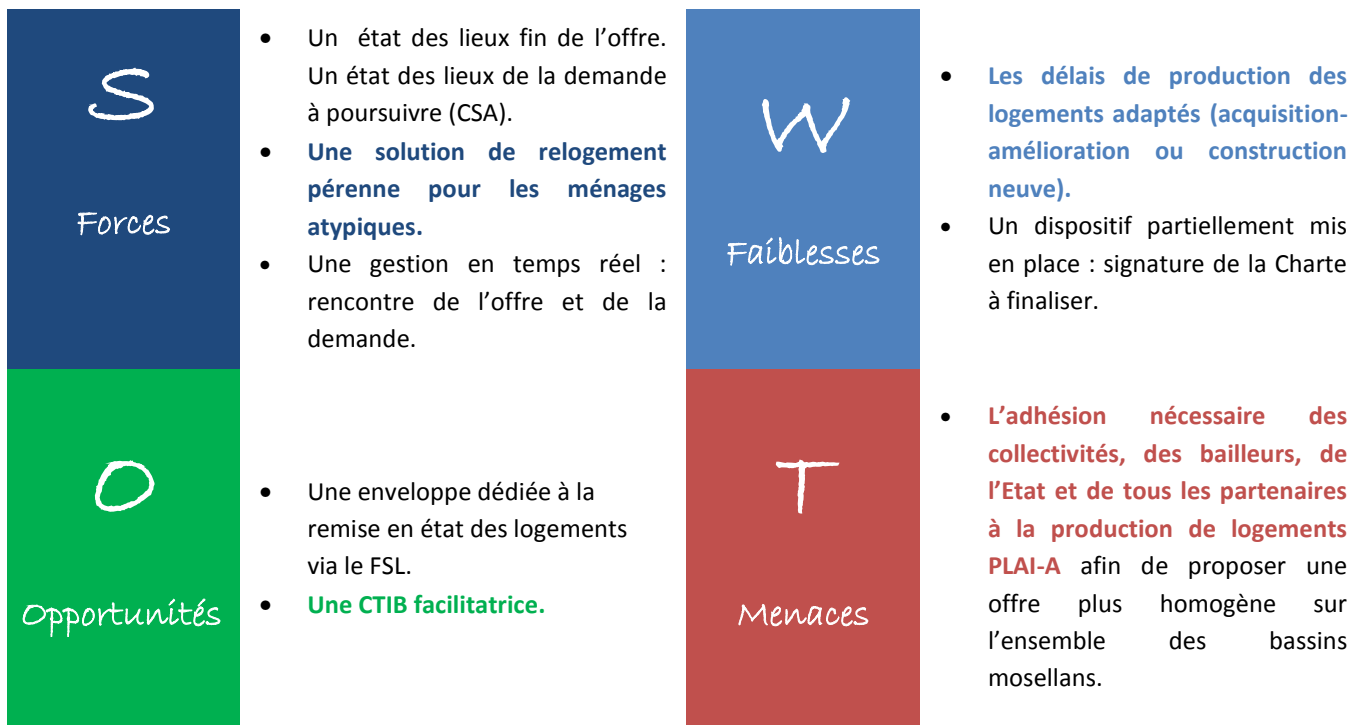 S
Forces
• Un état des lieux fin de l’offre.
Un état des lieux de la demande
à poursuivre (CSA).
• Une solution de relogement
pérenne pour les ménages
atypiques.
• Une gestion en temps réel :
rencontre de l’offre et de la
demande.
W
Faiblesses
• Les délais de production des
logements adaptés (acquisition-
amélioration ou construction
neuve).
• Un dispositif partiellement mis
en place : signature de la Charte
à finaliser.
O
Opportunités
• Une enveloppe dédiée à la
remise en état des logements
via le FSL.
• Une CTIB facilitatrice.
T
Menaces
• L’adhésion nécessaire des
collectivités, des bailleurs, de
l’Etat et de tous les partenaires
à la production de logements
PLAI-A afin de proposer une
offre plus homogène sur
l’ensemble des bassins
mosellans.